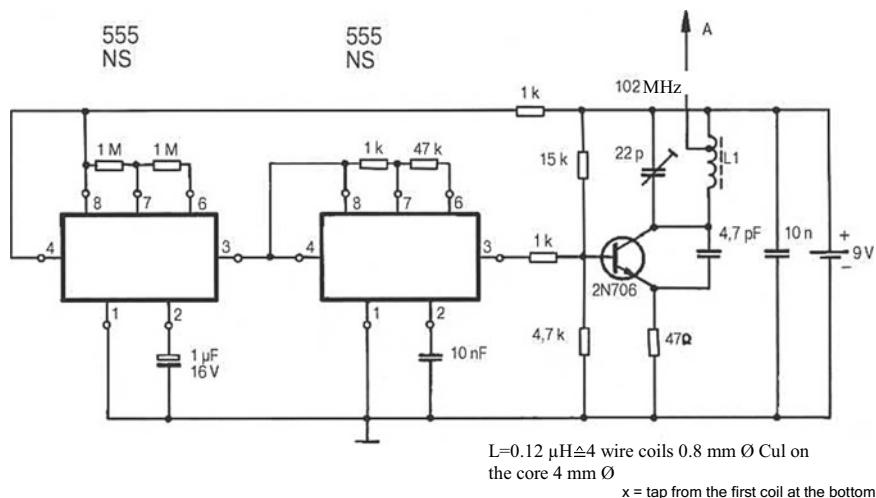 555
NS
555
NS
A
102 MHz
1 k
1 M
1 M
1 k
47 k
15 k
22 p
L1
8
7
6
8
7
6
4
3
4
3
1 k
4,7 pF
10 n
+
9 V
−
2N706
1
2
1
2
4,7 k
47Ω
1 µF
16 V
10 nF
L=0.12 µH≙4 wire coils 0.8 mm Ø Cul on
the core 4 mm Ø
x = tap from the first coil at the bottom